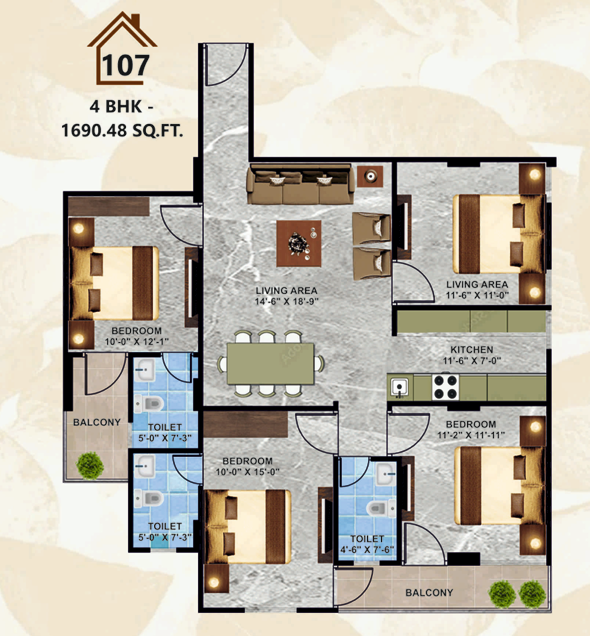 107
4 BHK -
1690.48 SQ.FT.
LIVING AREA
14'-6" X 18'-9"
LIVING AREA
11'-6" X 11'-0"
BEDROOM
10'-0" X 12'-1"
KITCHEN
11'-6" X 7'-0"
BALCONY
TOILET
5'-0" X 7'-3"
BEDROOM
11'-2" X 11'-11"
BEDROOM
10'-0" X 15'-0"
TOILET
5'-0" X 7'-3"
TOILET
4'-6" X 7'-6"
BALCONY